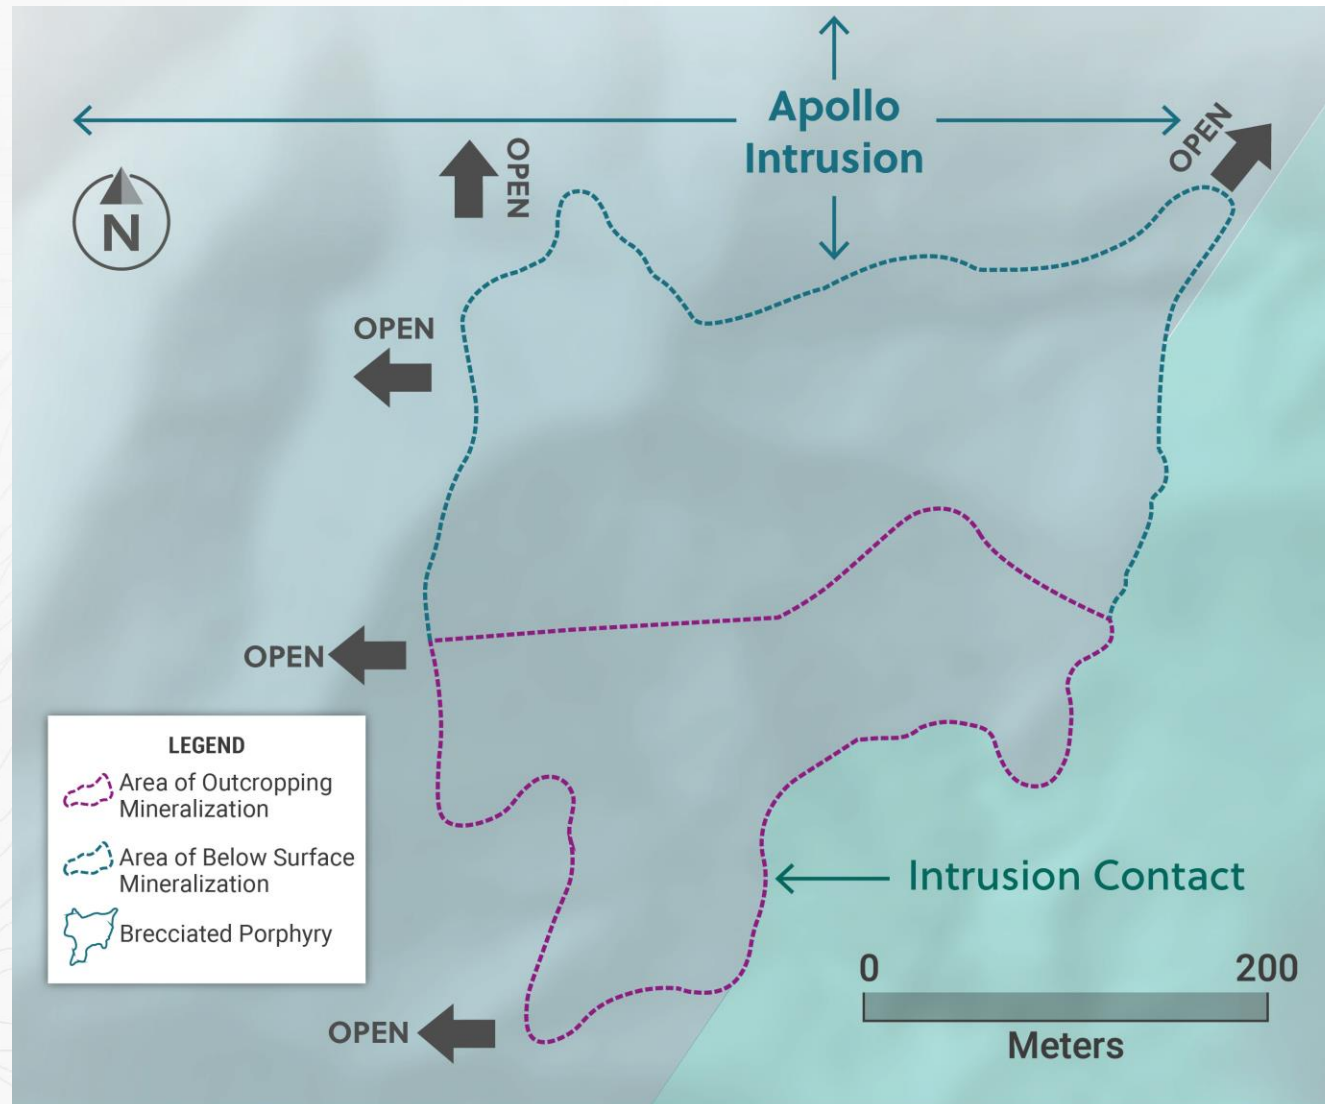 Apollo
Intrusion
OPEN
OPEN
N
OPEN
OPEN
LEGEND
Area of Outcropping
Mineralization
Area of Below Surface
Mineralization
Brecciated Porphyry
Intrusion Contact
0 200
Meters
OPEN